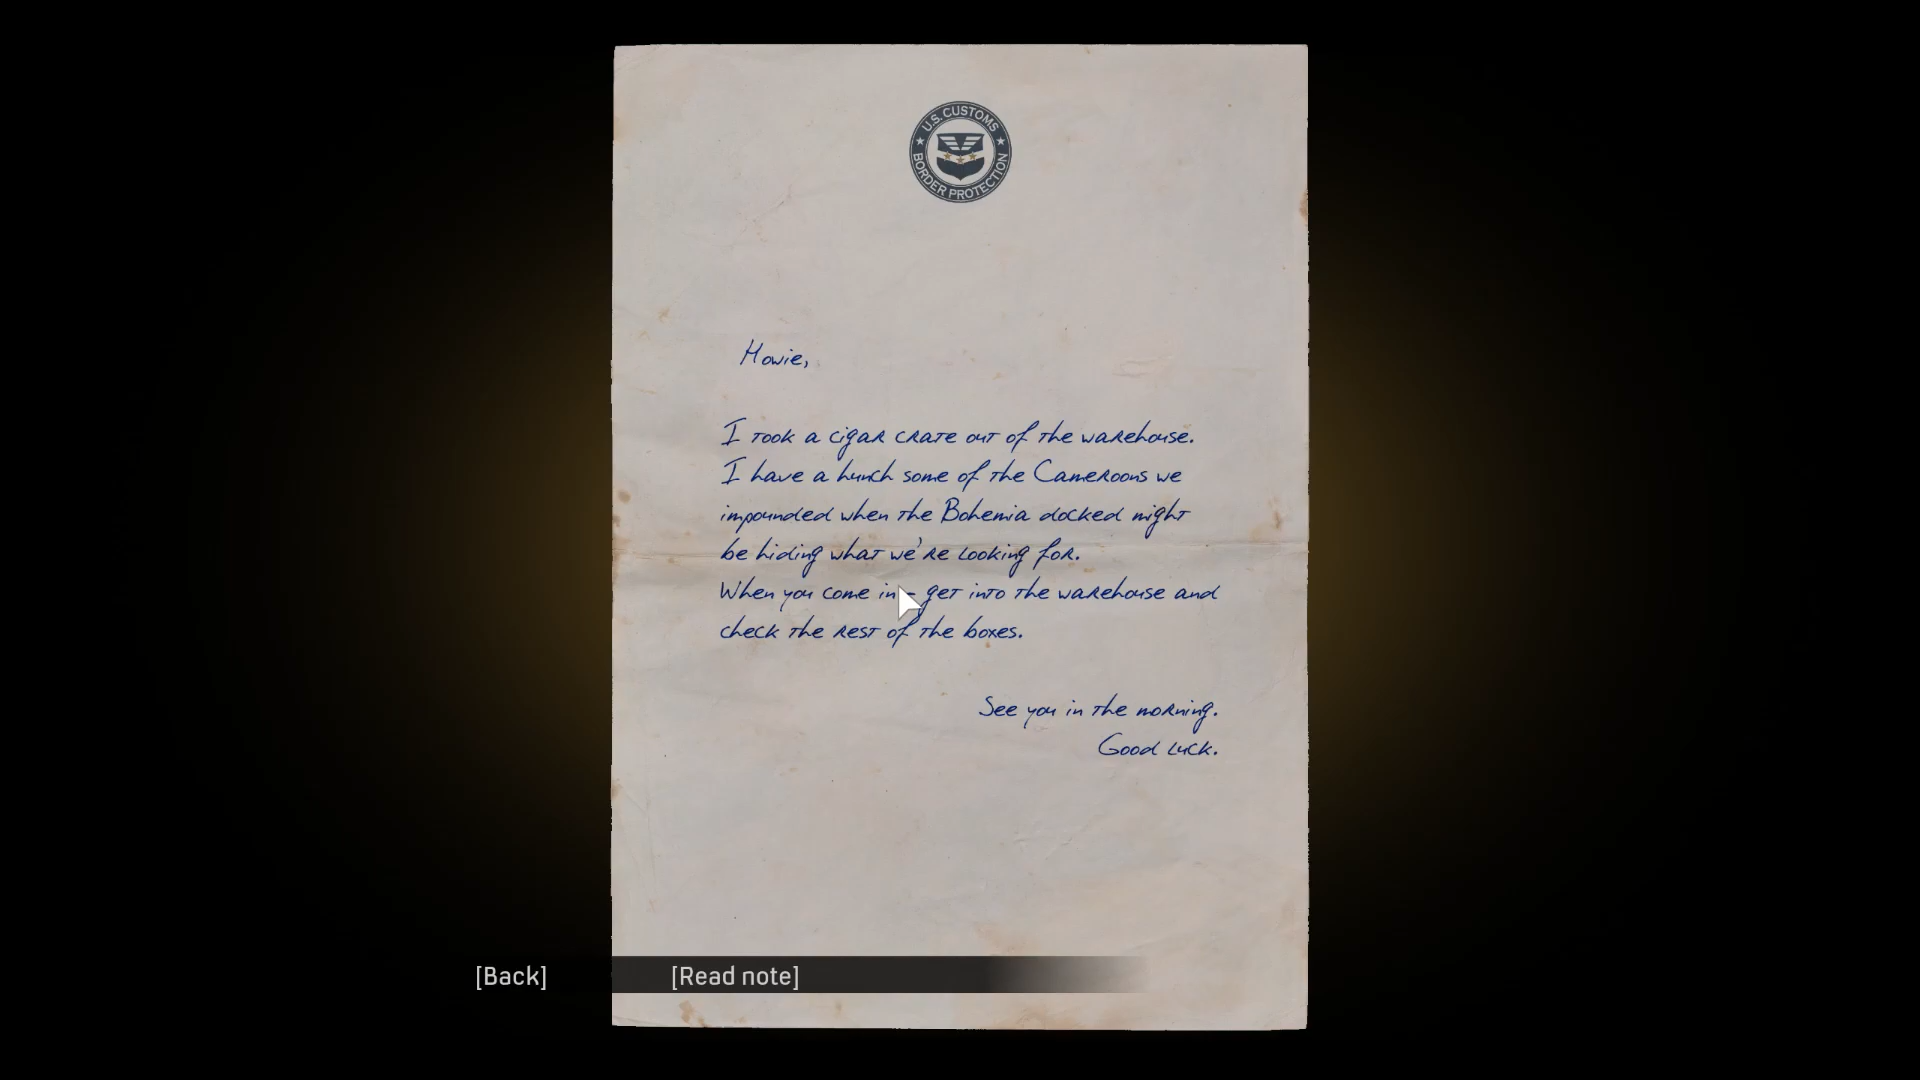 U.S. CUSTOMS
BORDER PROTECTION
Howie,
I took a cigar crate out of the warehouse.
I have a hunch some of the Cameroons we
impounded when the Bohemia docked might
be hiding what we're looking for.
When you come in - get into the warehouse and
check the rest of the boxes.
See you in the morning.
Good luck.
[Back] [Read note]